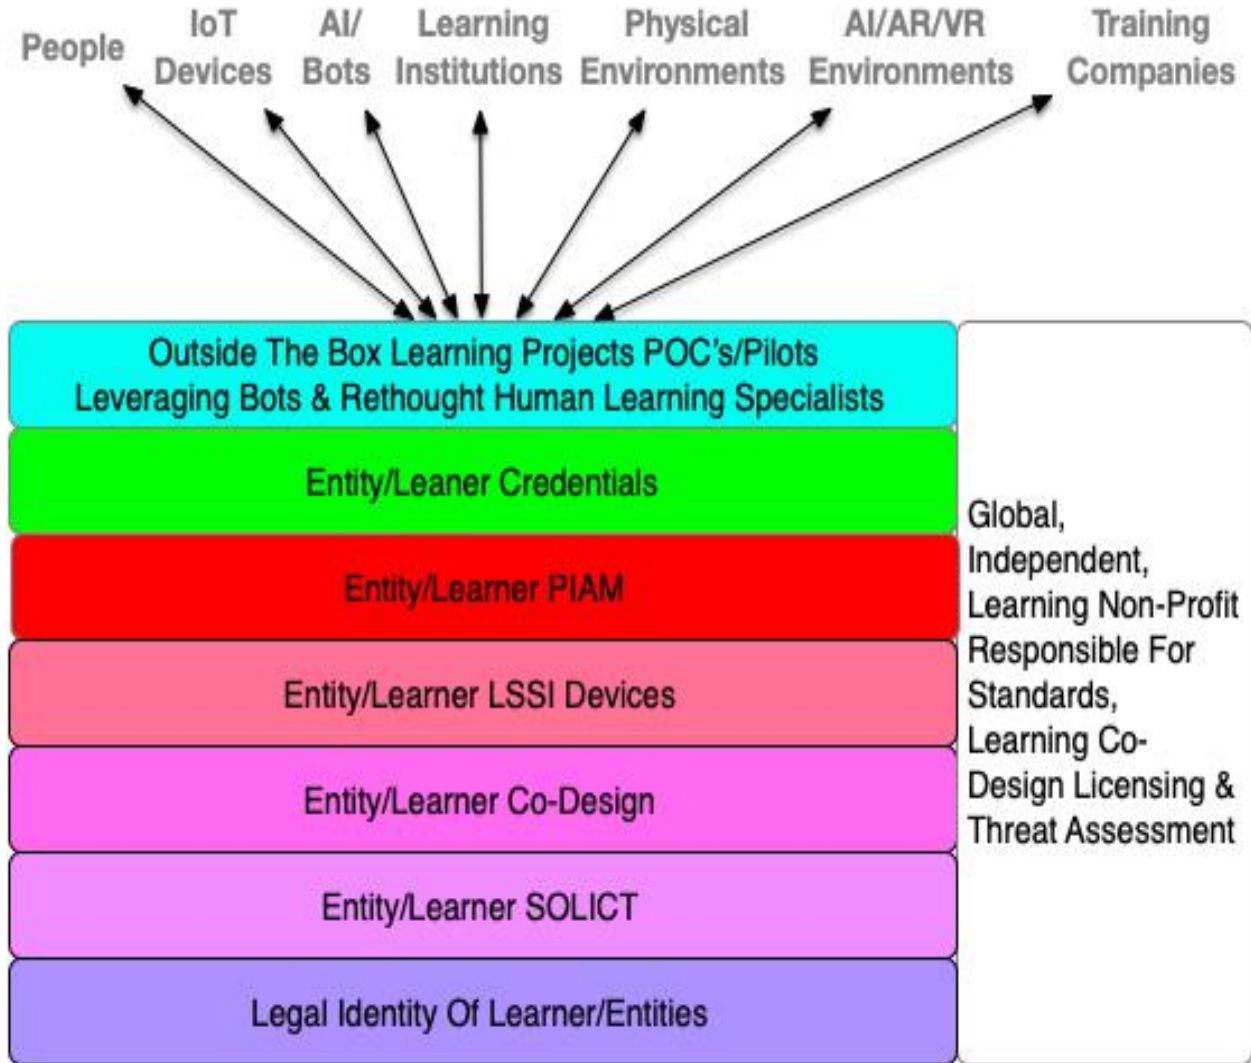 People
IoT
Devices
AI/
Bots
Learning
Institutions
Physical
Environments
AI/AR/VR
Environments
Training
Companies
Outside The Box Learning Projects POC's/Pilots
Leveraging Bots & Rethought Human Learning Specialists
Entity/Leaner Credentials
Entity/Learner PIAM
Entity/Learner LSSI Devices
Entity/Learner Co-Design
Entity/Learner SOLICT
Legal Identity Of Learner/Entities
Global,
Independent,
Learning Non-Profit
Responsible For
Standards,
Learning Co-
Design Licensing &
Threat Assessment